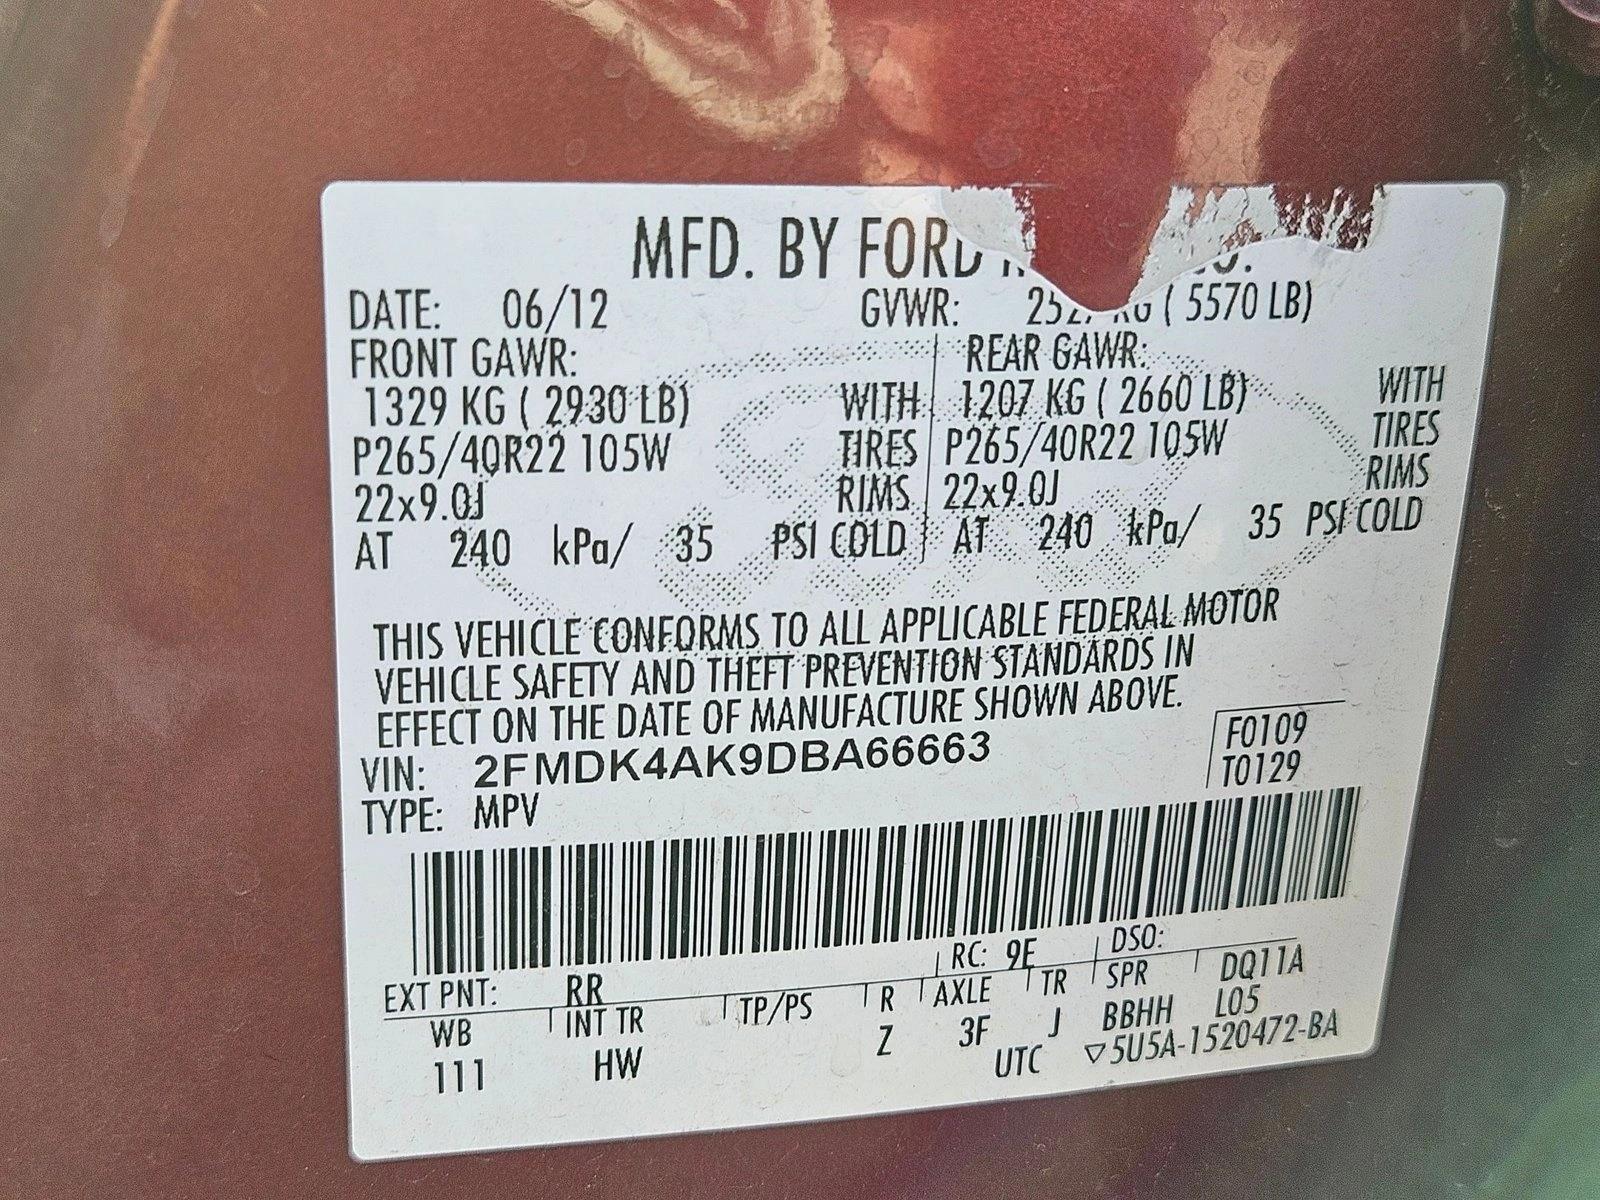 MFD. BY FORD
DATE: 06/12 GVWR: ( 5570 LB)
FRONT GAWR: REAR GAWR:
1329 KG ( 2930 LB) WITH 1207 KG ( 2660 LB) WITH
P265/40R22 105W TIRES P265/40R22 105W TIRES
22x9.0J RIMS 22x9.0J RIMS
AT 240 kPa/ 35 PSI COLD AT 240 kPa/ 35 PSI COLD
THIS VEHICLE CONFORMS TO ALL APPLICABLE FEDERAL MOTOR
VEHICLE SAFETY AND THEFT PREVENTION STANDARDS IN
EFFECT ON THE DATE OF MANUFACTURE SHOWN ABOVE.
VIN: 2FMDK4AK9DBA66663 F0109
TYPE: MPV T0129
EXT PNT: RR RC: 9E DSO:
WB INT TR TP/PS R AXLE TR SPR DQ11A
111 HW Z 3F J BBHH L05
UTC ▽5U5A-1520472-BA